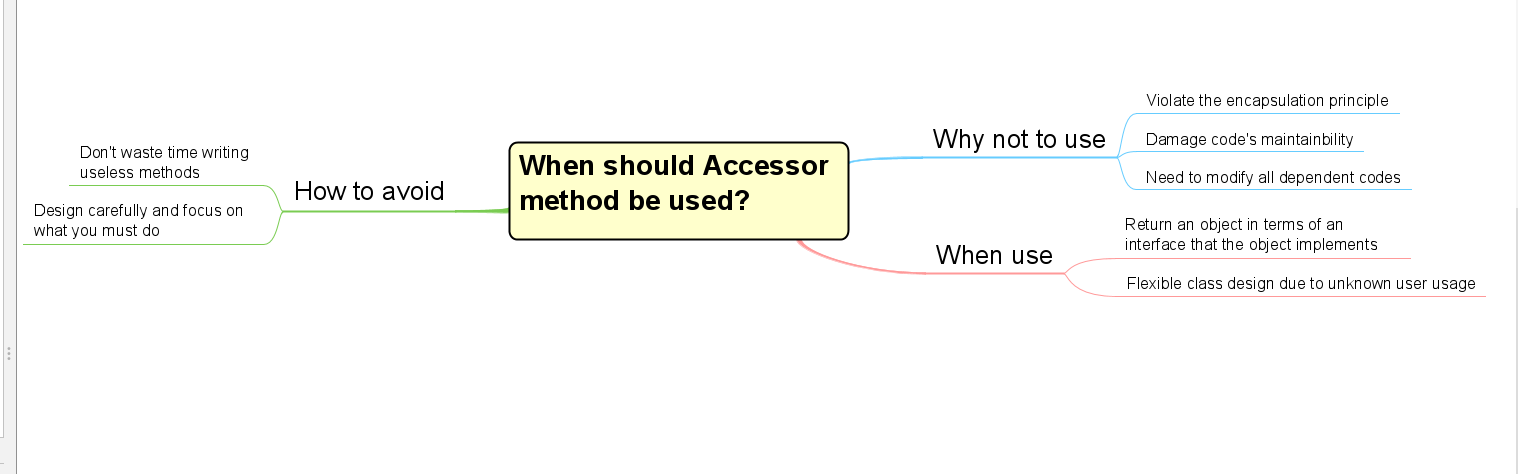 When should Accessor
method be used?
Why not to use
Violate the encapsulation principle
Damage code's maintainbility
Need to modify all dependent codes
When use
Return an object in terms of an
interface that the object implements
Flexible class design due to unknown user usage
How to avoid
Don't waste time writing
useless methods
Design carefully and focus on
what you must do